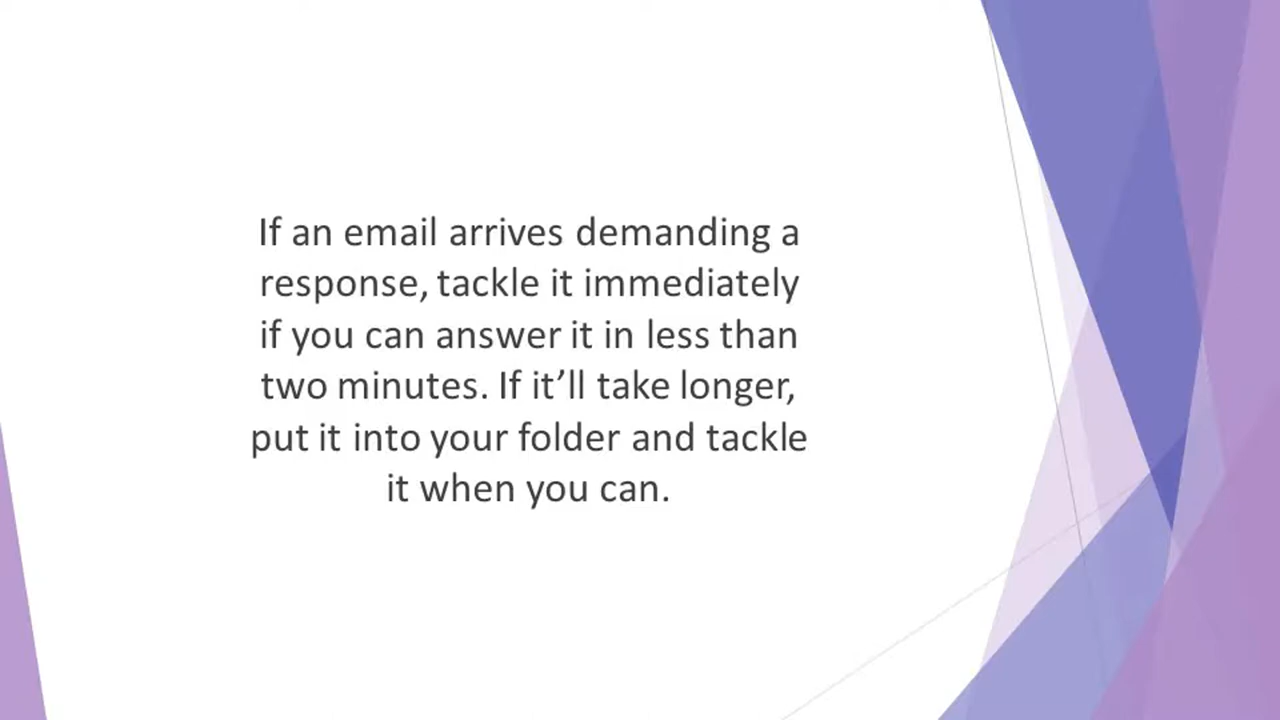 If an email arrives demanding a
response, tackle it immediately
if you can answer it in less than
two minutes. If it’ll take longer,
put it into your folder and tackle
it when you can.